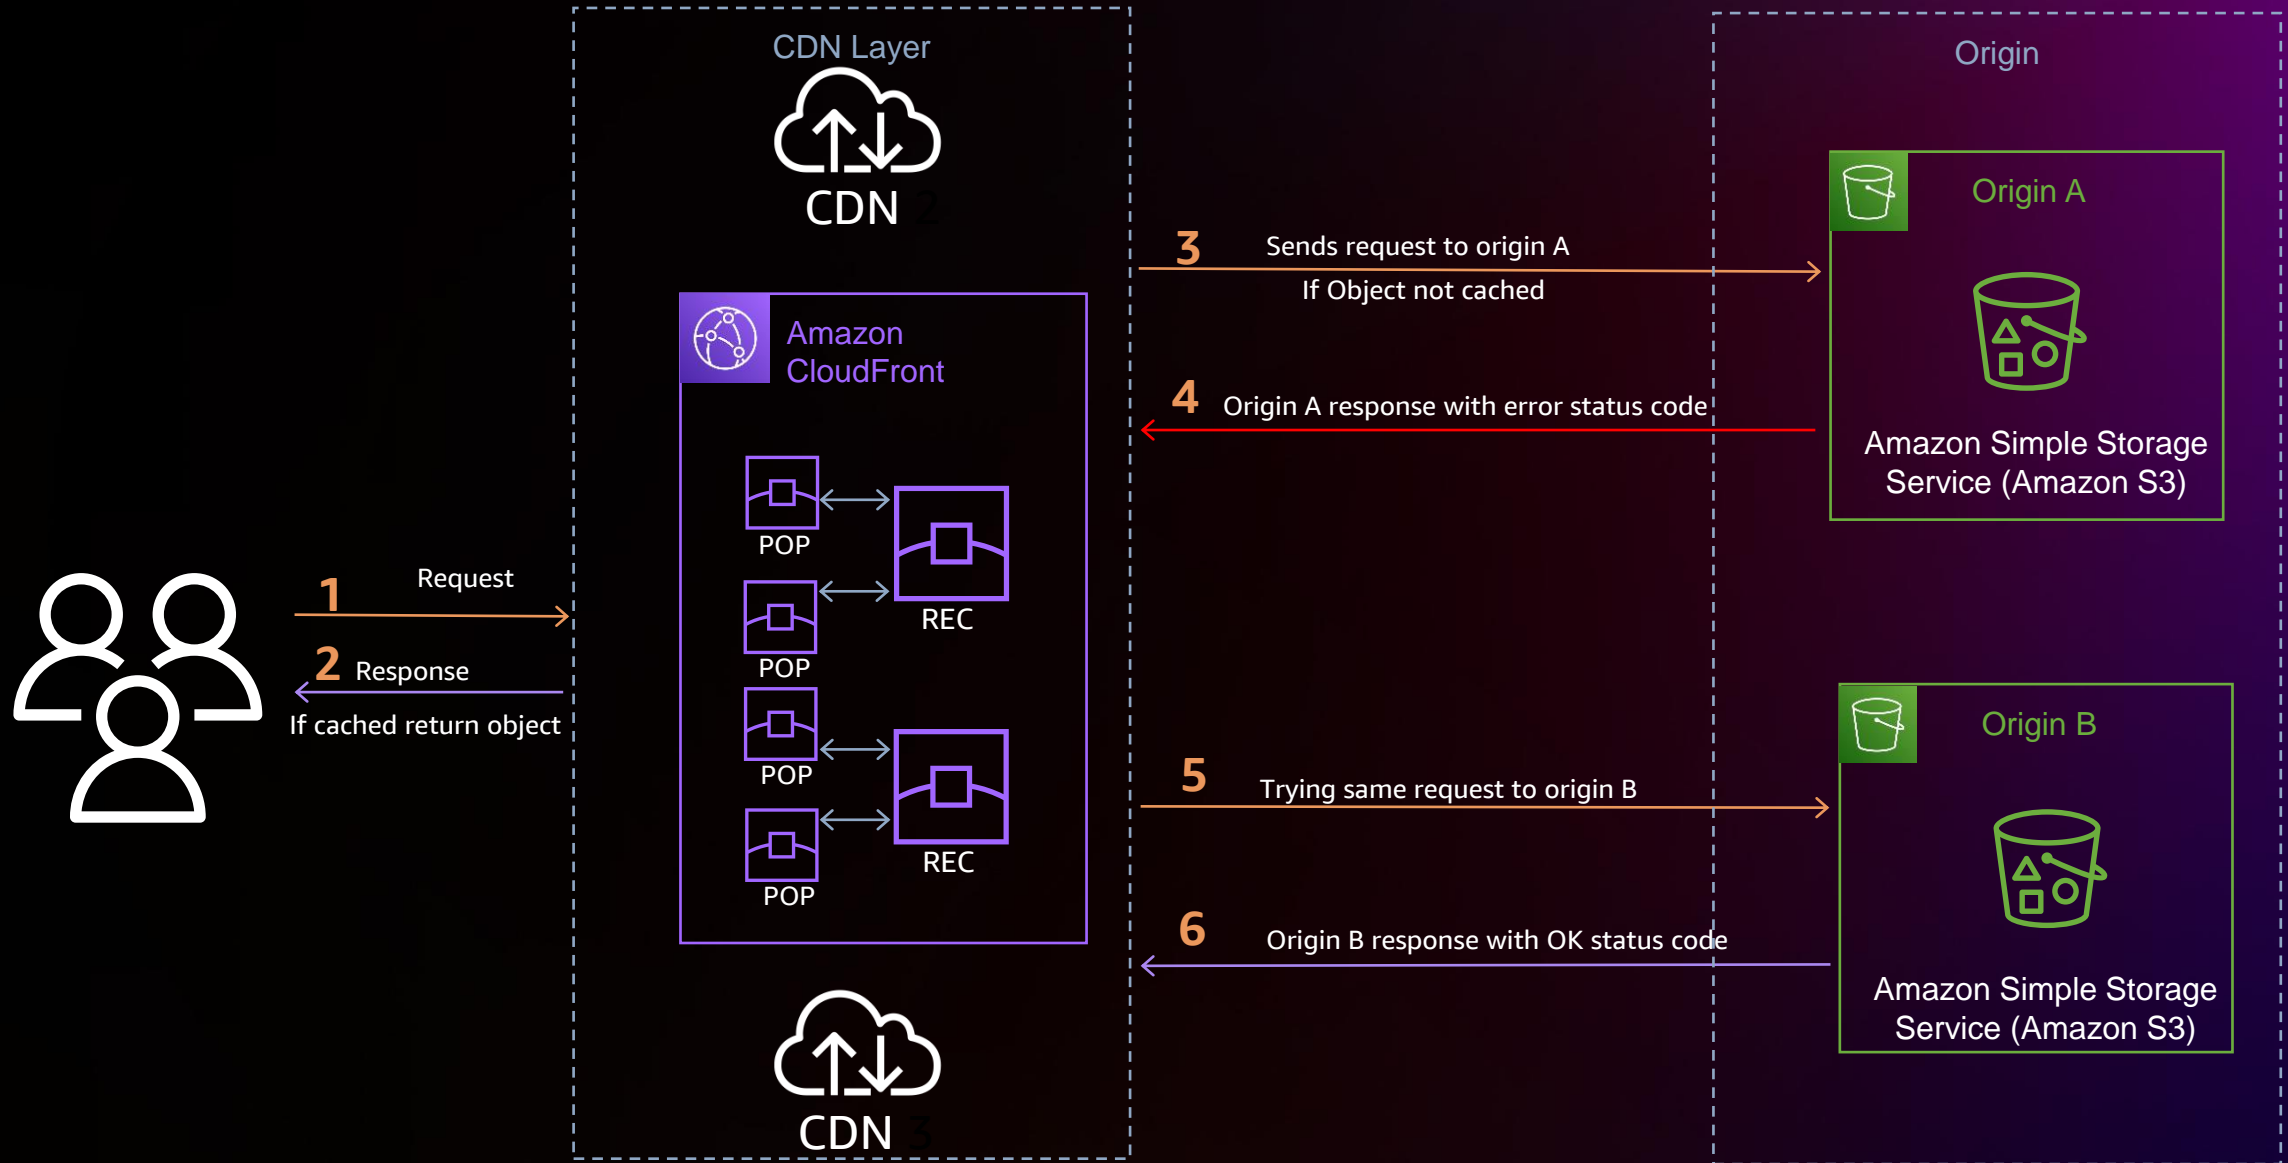 CDN Layer
Origin
CDN 2
Origin A
3 Sends request to origin A
If Object not cached
Amazon
CloudFront
4 Origin A response with error status code
Amazon Simple Storage
Service (Amazon S3)
POP
REC
1 Request
POP
2 Response
If cached return object
POP
REC
POP
Origin B
5 Trying same request to origin B
6 Origin B response with OK status code
Amazon Simple Storage
Service (Amazon S3)
CDN 3